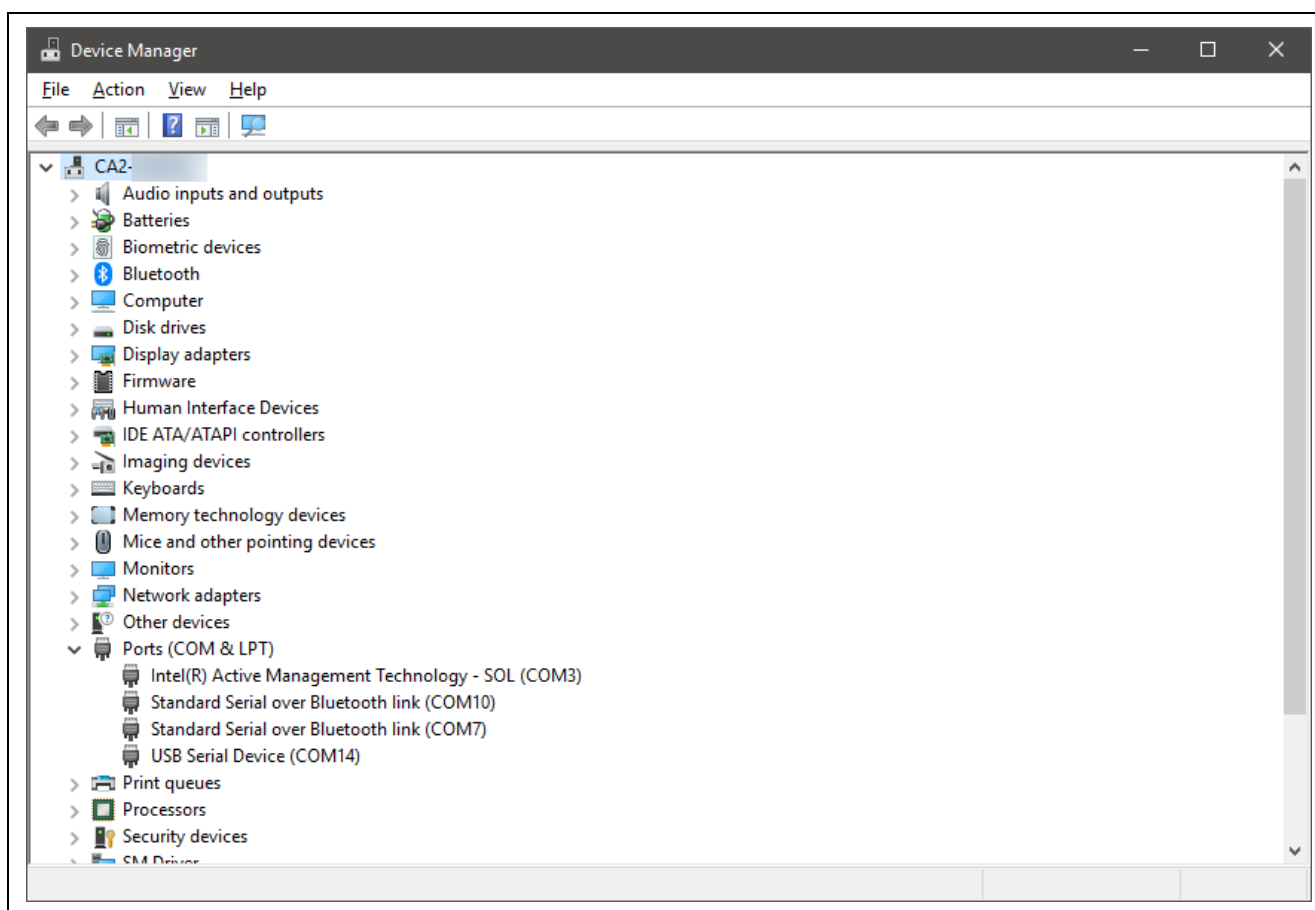 Device Manager
File Action View Help
CA2-
Audio inputs and outputs
Batteries
Biometric devices
Bluetooth
Computer
Disk drives
Display adapters
Firmware
Human Interface Devices
IDE ATA/ATAPI controllers
Imaging devices
Keyboards
Memory technology devices
Mice and other pointing devices
Monitors
Network adapters
Other devices
Ports (COM & LPT)
Intel(R) Active Management Technology - SOL (COM3)
Standard Serial over Bluetooth link (COM10)
Standard Serial over Bluetooth link (COM7)
USB Serial Device (COM14)
Print queues
Processors
Security devices
SM Driver